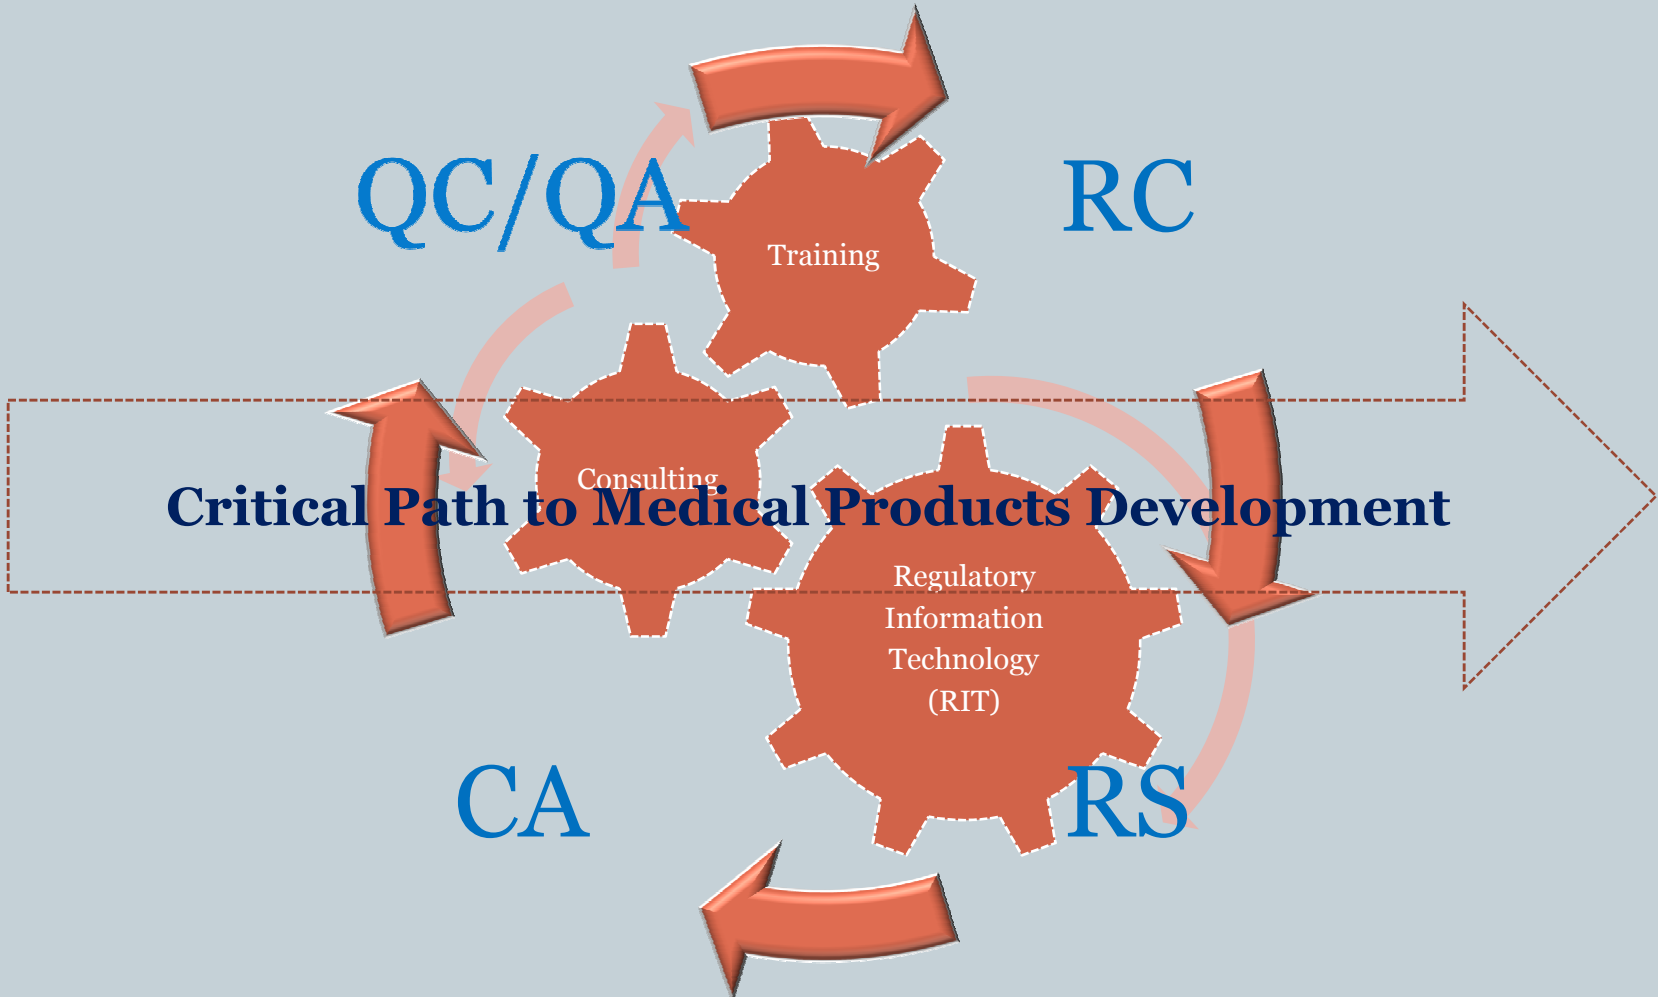 QC/QA
RC
Training
Consulting
Critical Path to Medical Products Development
Regulatory
Information
Technology
(RIT)
CA
RS